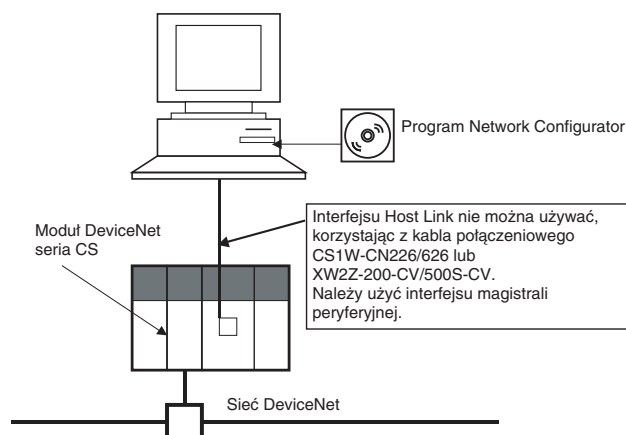 Program Network Configurator
Interfejsu Host Link nie można używać,
korzystając z kabla połączeniowego
CS1W-CN226/626 lub
XW2Z-200-CV/500S-CV.
Należy użyć interfejsu magistrali
peryferyjnej.
Moduł DeviceNet
seria CS
Sieć DeviceNet